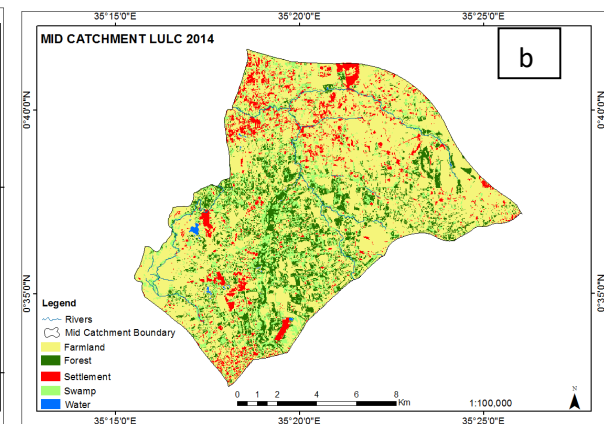 35°15'0"E 35°20'0"E 35°25'0"E
MID CATCHMENT LULC 2014
b
0°40'0"N 0°40'0"N
0°35'0"N 0°35'0"N
Legend
Rivers
Mid Catchment Boundary
Farmland
Forest
Settlement
Swamp
Water
0 1 2 4 6 8
Km
1:100,000
N
35°15'0"E 35°20'0"E 35°25'0"E